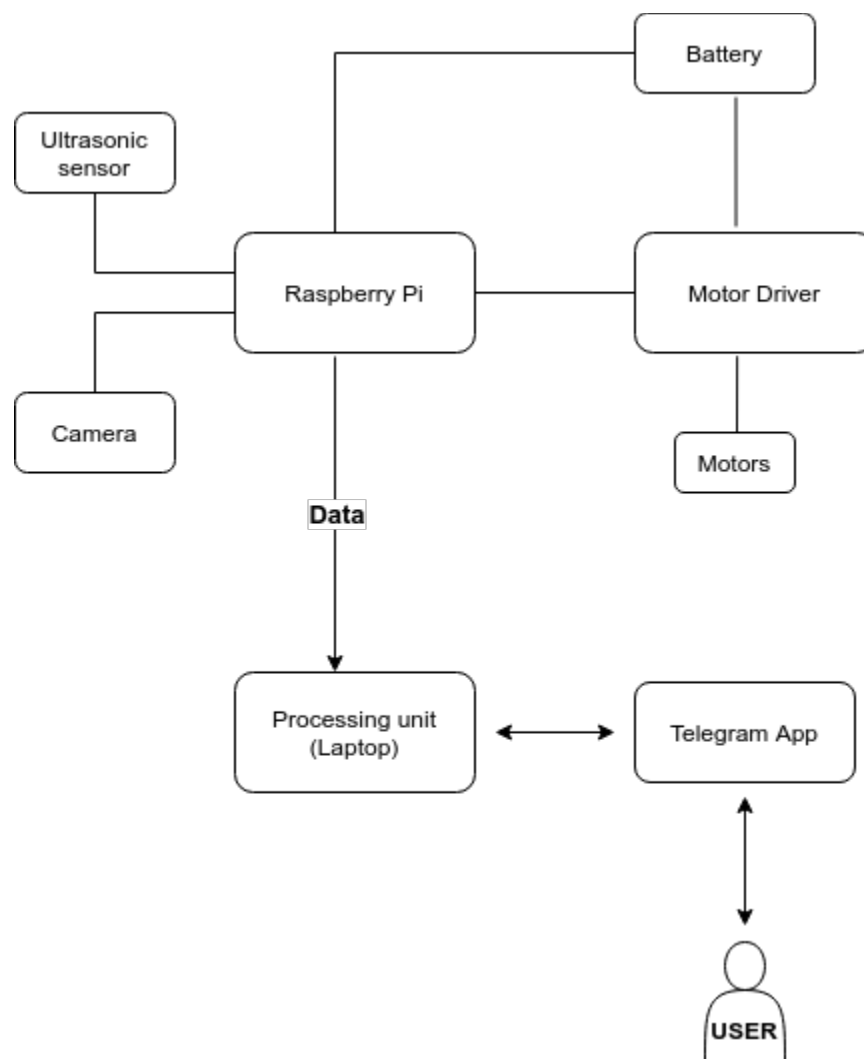 Battery
Ultrasonic
sensor
Raspberry Pi
Motor Driver
Camera
Motors
Data
Processing unit
(Laptop)
Telegram App
USER